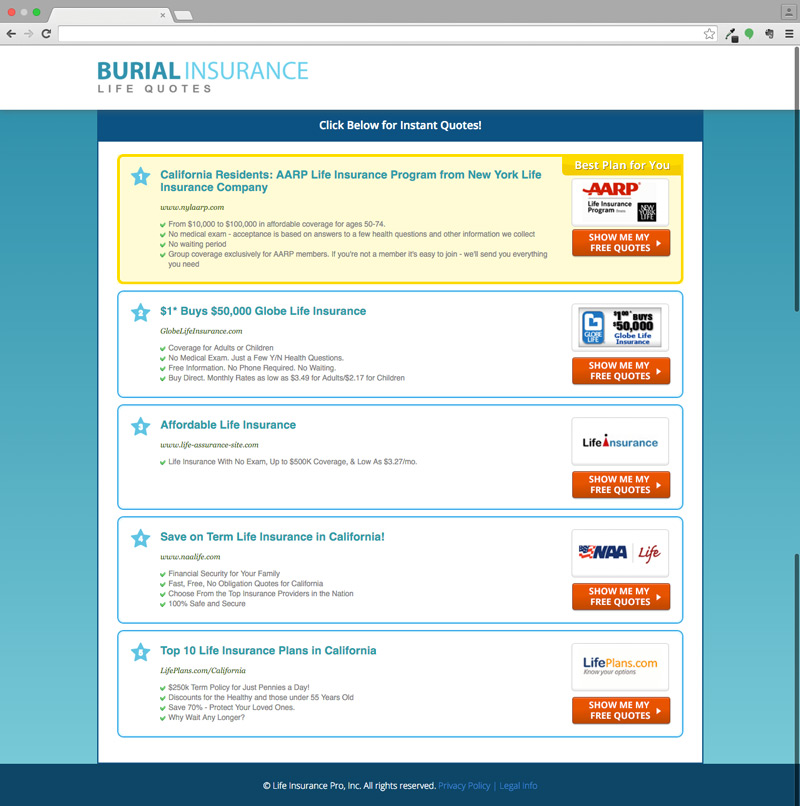 BURIAL INSURANCE
LIFE QUOTES
Click Below for Instant Quotes!
Best Plan for You
1
California Residents: AARP Life Insurance Program from New York Life
Insurance Company
www.nylaarp.com
From $10,000 to $100,000 in affordable coverage for ages 50-74.
No medical exam - acceptance is based on answers to a few health questions and other information we collect
No waiting period
Group coverage exclusively for AARP members. If you're not a member it's easy to join - we'll send you everything
you need
AARP
Life Insurance
Program
NEW
YORK
LIFE
SHOW ME MY
FREE QUOTES
2
$1* Buys $50,000 Globe Life Insurance
GlobeLifeInsurance.com
Coverage for Adults or Children
No Medical Exam. Just a Few Y/N Health Questions.
Free Information. No Phone Required. No Waiting.
Buy Direct. Monthly Rates as low as $3.49 for Adults/$2.17 for Children
GLOBE
LIFE
$1.00* BUYS
$50,000
Globe Life
Insurance
SHOW ME MY
FREE QUOTES
3
Affordable Life Insurance
www.life-assurance-site.com
Life Insurance With No Exam, Up to $500K Coverage, & Low As $3.27/mo.
Life insurance
SHOW ME MY
FREE QUOTES
4
Save on Term Life Insurance in California!
www.naalife.com
Financial Security for Your Family
Fast, Free, No Obligation Quotes for California
Choose From the Top Insurance Providers in the Nation
100% Safe and Secure
NAA Life
SHOW ME MY
FREE QUOTES
5
Top 10 Life Insurance Plans in California
LifePlans.com/California
$250k Term Policy for Just Pennies a Day!
Discounts for the Healthy and those under 55 Years Old
Save 70% - Protect Your Loved Ones.
Why Wait Any Longer?
LifePlans.com
Know your options
SHOW ME MY
FREE QUOTES
© Life Insurance Pro, Inc. All rights reserved. Privacy Policy | Legal Info